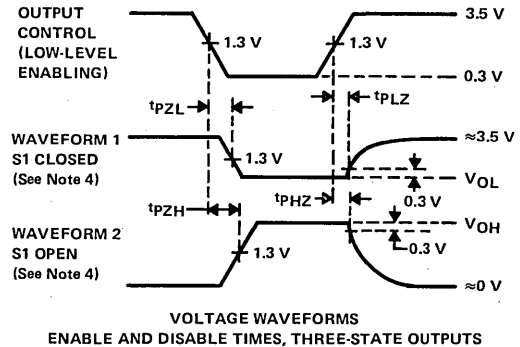 OUTPUT
CONTROL
(LOW-LEVEL
ENABLING)
3.5 V
1.3 V
1.3 V
0.3 V
tPZL
tPLZ
WAVEFORM 1
S1 CLOSED
(See Note 4)
≈3.5 V
1.3 V
VOL
0.3 V
tPZH
tPHZ
WAVEFORM 2
S1 OPEN
(See Note 4)
VOH
1.3 V
0.3 V
≈0 V
VOLTAGE WAVEFORMS
ENABLE AND DISABLE TIMES, THREE-STATE OUTPUTS